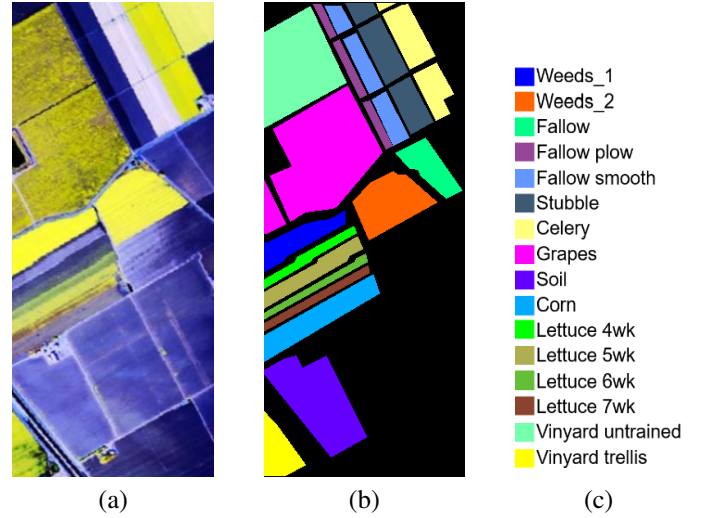 Weeds_1
Weeds_2
Fallow
Fallow plow
Fallow smooth
Stubble
Celery
Grapes
Soil
Corn
Lettuce 4wk
Lettuce 5wk
Lettuce 6wk
Lettuce 7wk
Vinyard untrained
Vinyard trellis
(a) (b) (c)